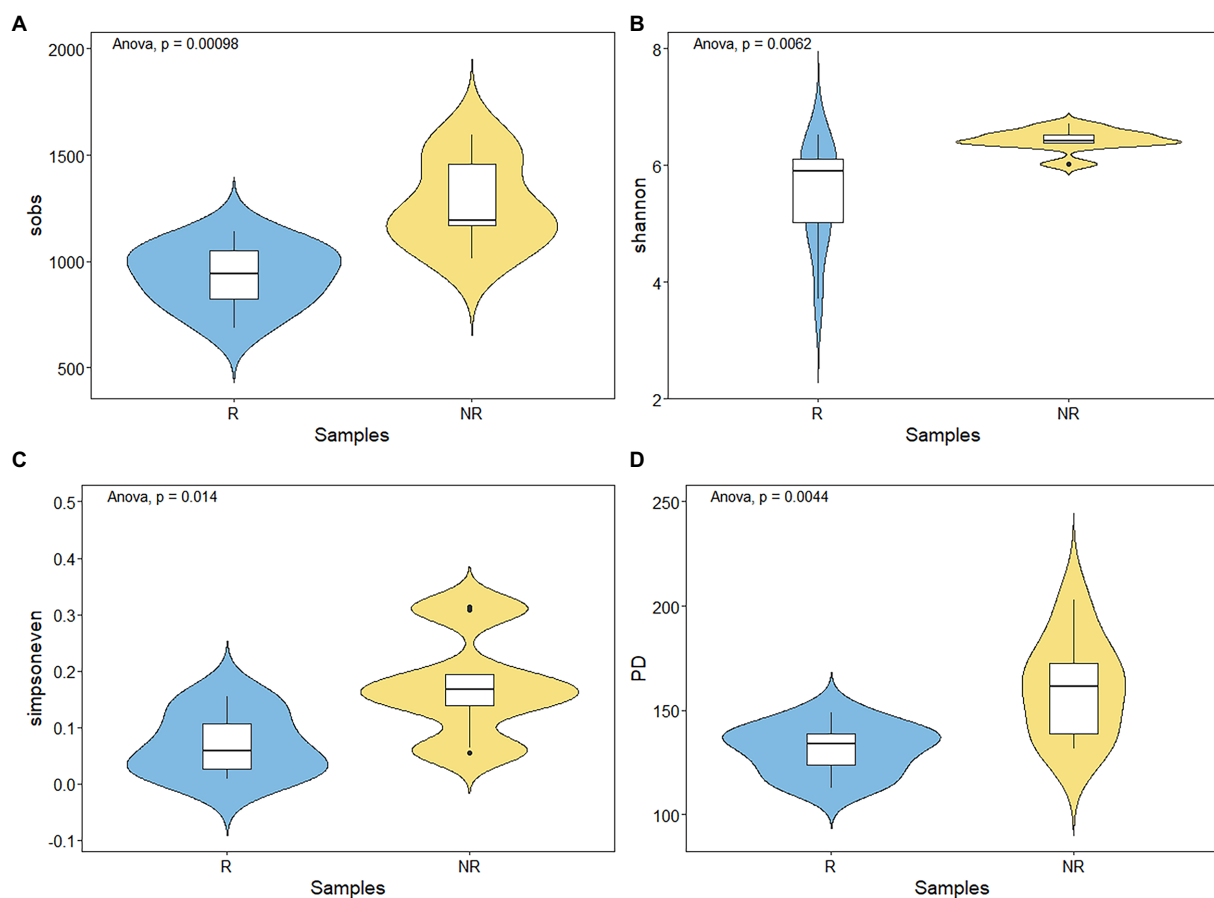 A
Anova, p = 0.00098
2000
1500
1000
500
sobs
R
NR
Samples
B
Anova, p = 0.0062
8
6
4
2
shannon
R
NR
Samples
C
Anova, p = 0.014
0.5
0.4
0.3
0.2
0.1
0.0
-0.1
simpsoneven
R
NR
Samples
D
Anova, p = 0.0044
250
200
150
100
PD
R
NR
Samples